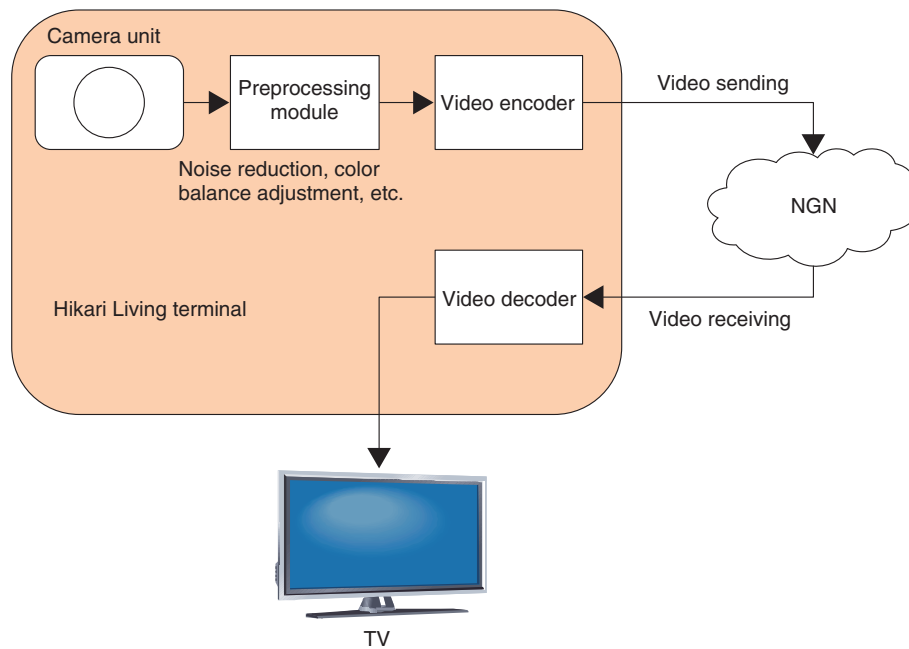 Camera unit
Preprocessing
module
Video encoder
Video sending
Noise reduction, color
balance adjustment, etc.
NGN
Video decoder
Hikari Living terminal
Video receiving
TV